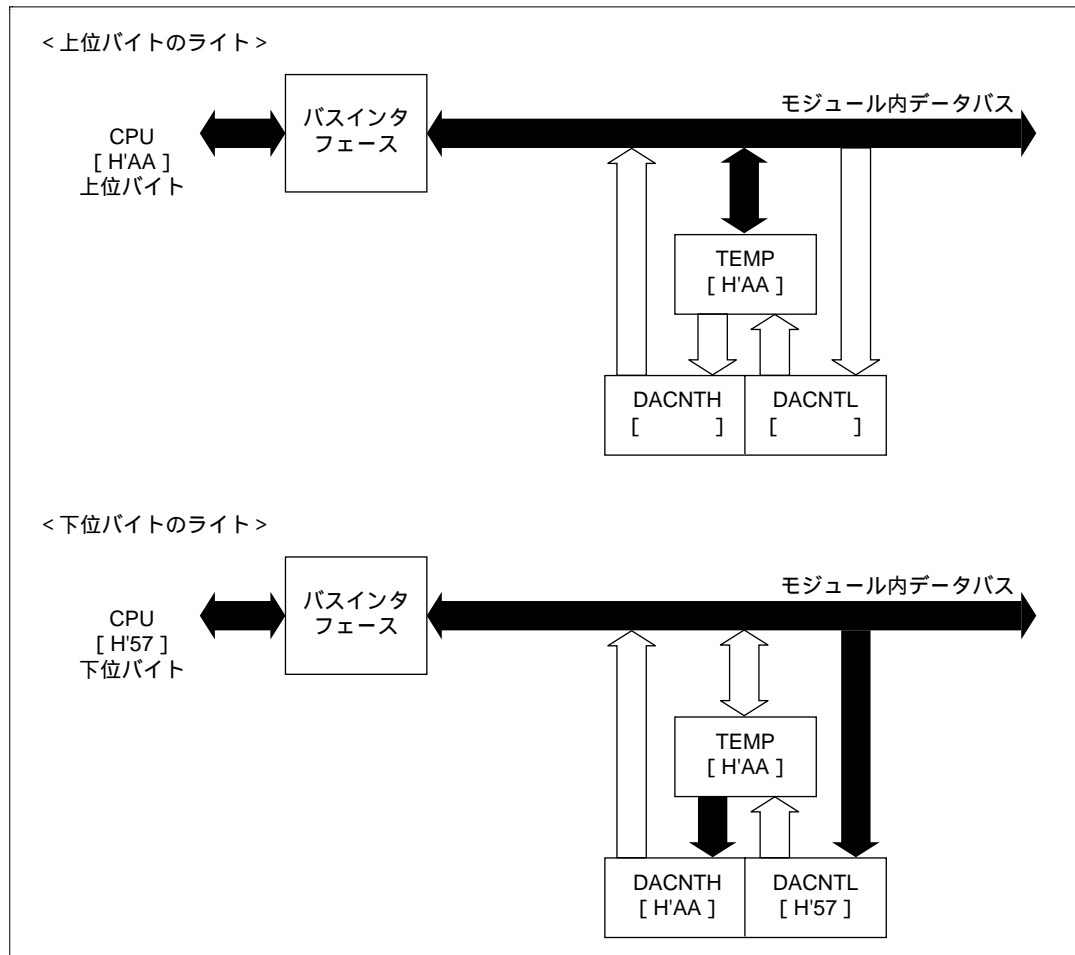 < 上位バイトのライト >
モジュール内データバス
バスインタ
フェース
CPU
[ H'AA ]
上位バイト
TEMP
[ H'AA ]
DACNTH
[ ]
DACNTL
[ ]
< 下位バイトのライト >
モジュール内データバス
バスインタ
フェース
CPU
[ H'57 ]
下位バイト
TEMP
[ H'AA ]
DACNTH
[ H'AA ]
DACNTL
[ H'57 ]